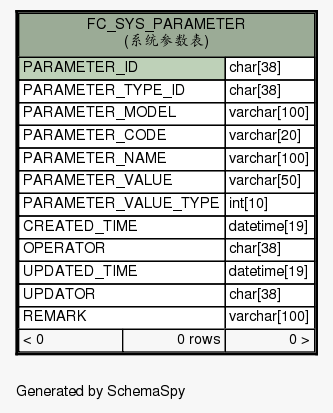 FC_SYS_PARAMETER
(系统参数表)
PARAMETER_ID char[38]
PARAMETER_TYPE_ID char[38]
PARAMETER_MODEL varchar[100]
PARAMETER_CODE varchar[20]
PARAMETER_NAME varchar[100]
PARAMETER_VALUE varchar[50]
PARAMETER_VALUE_TYPE int[10]
CREATED_TIME datetime[19]
OPERATOR char[38]
UPDATED_TIME datetime[19]
UPDATOR char[38]
REMARK varchar[100]
< 0 0 rows 0 >
Generated by SchemaSpy